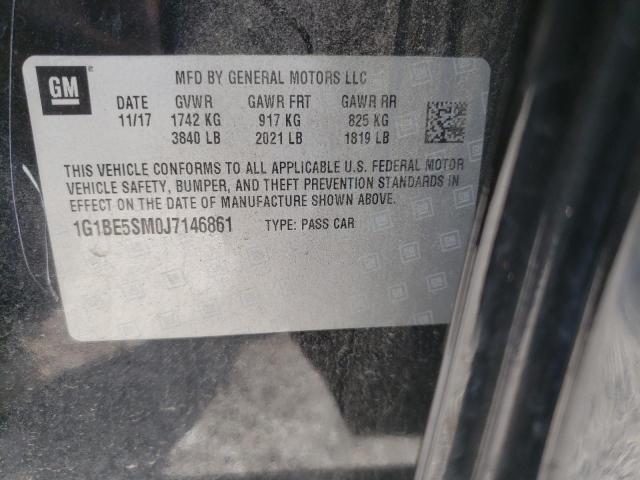 GM
MFD BY GENERAL MOTORS LLC
DATE GVWR GAWR FRT GAWR RR
11/17 1742 KG 917 KG 825 KG
3840 LB 2021 LB 1819 LB
THIS VEHICLE CONFORMS TO ALL APPLICABLE U.S. FEDERAL MOTOR
VEHICLE SAFETY, BUMPER, AND THEFT PREVENTION STANDARDS IN
EFFECT ON THE DATE OF MANUFACTURE SHOWN ABOVE.
1G1BE5SM0J7146861 TYPE: PASS CAR